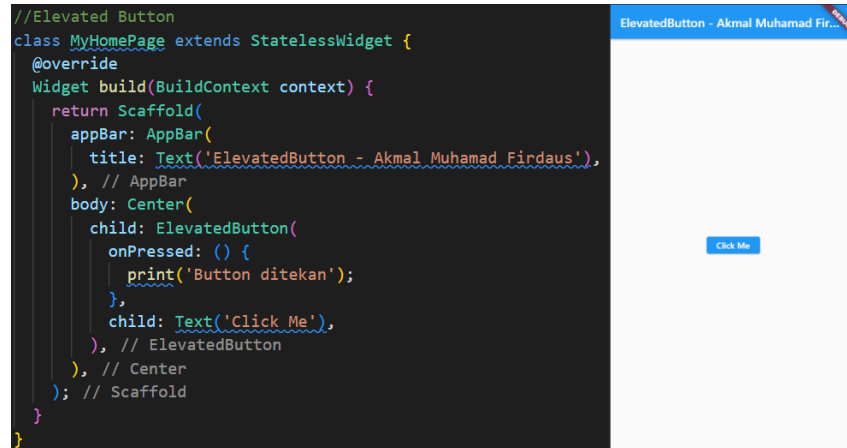 //Elevated Button
class MyHomePage extends StatelessWidget {
@override
Widget build(BuildContext context) {
return Scaffold(
appBar: AppBar(
title: Text('ElevatedButton - Akmal Muhamad Firdaus'),
), // AppBar
body: Center(
child: ElevatedButton(
onPressed: () {
print('Button ditekan');
},
child: Text('Click Me'),
), // ElevatedButton
), // Center
); // Scaffold
}
}
ElevatedButton - Akmal Muhamad Fir...
DEBUG
Click Me